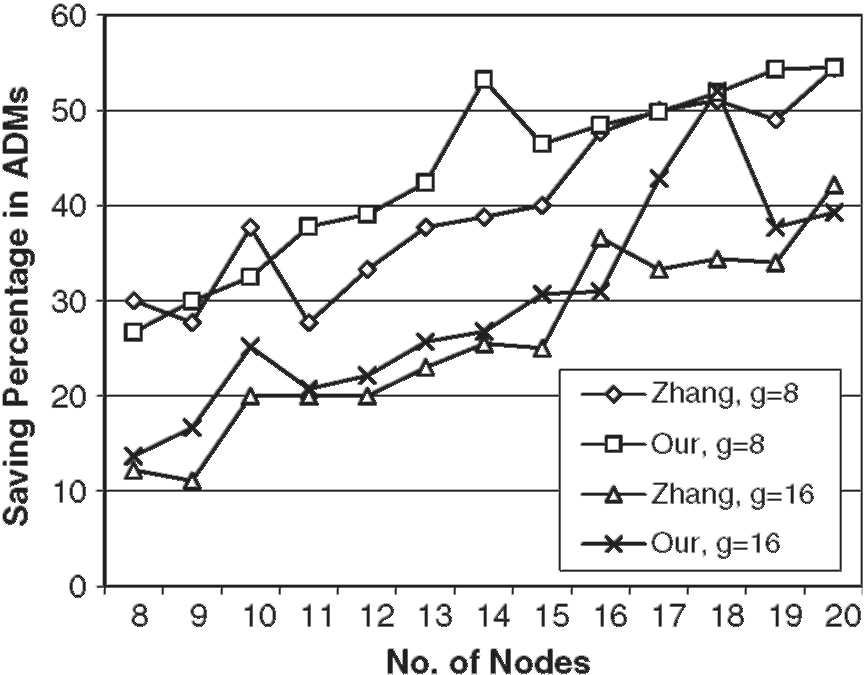 60
50
40
30
20
10
0
Saving Percentage in ADMs
Zhang, g=8
Our, g=8
Zhang, g=16
Our, g=16
8 9 10 11 12 13 14 15 16 17 18 19 20
No. of Nodes